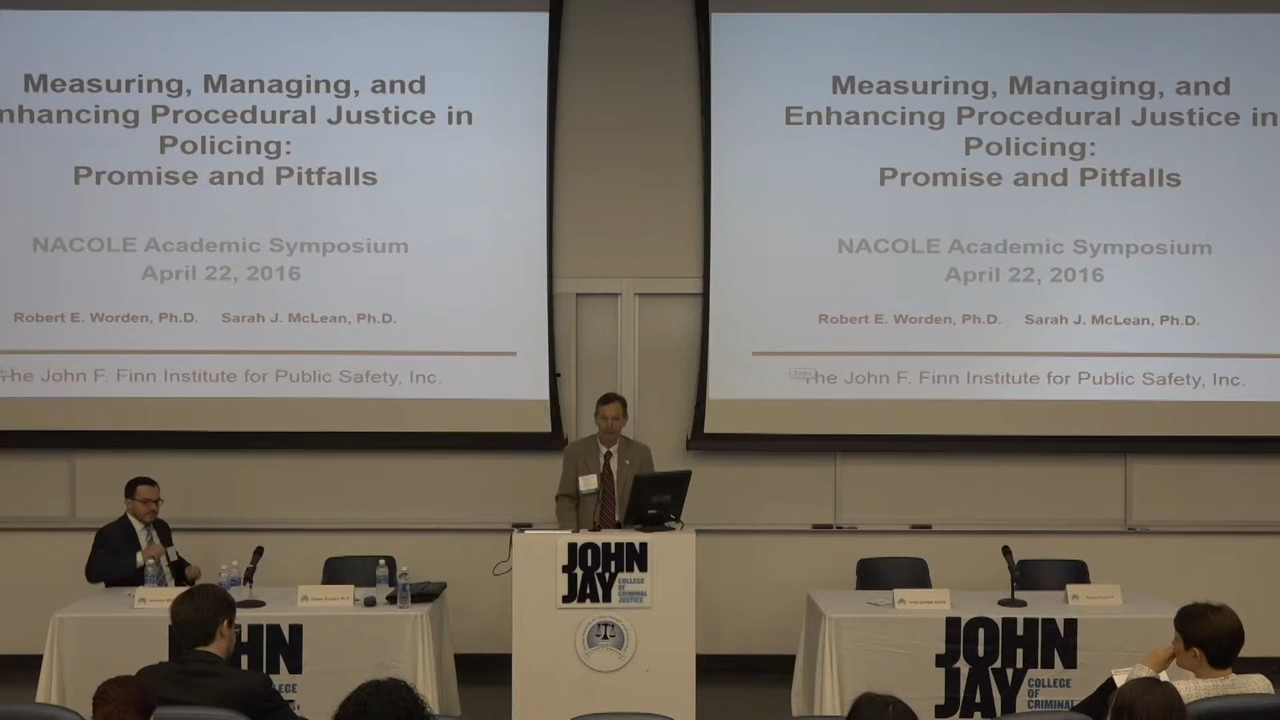 Measuring, Managing, and
nhancing Procedural Justice in
Policing:
Promise and Pitfalls
NACOLE Academic Symposium
April 22, 2016
Robert E. Worden, Ph.D. Sarah J. McLean, Ph.D.
The John F. Finn Institute for Public Safety, Inc.
Measuring, Managing, and
Enhancing Procedural Justice in
Policing:
Promise and Pitfalls
NACOLE Academic Symposium
April 22, 2016
Robert E. Worden, Ph.D. Sarah J. McLean, Ph.D.
The John F. Finn Institute for Public Safety, Inc.
JOHN
JAY
COLLEGE
OF
CRIMINAL
JUSTICE
HN
EGE
JOHN
JAY
COLLEGE
OF
CRIMINAL